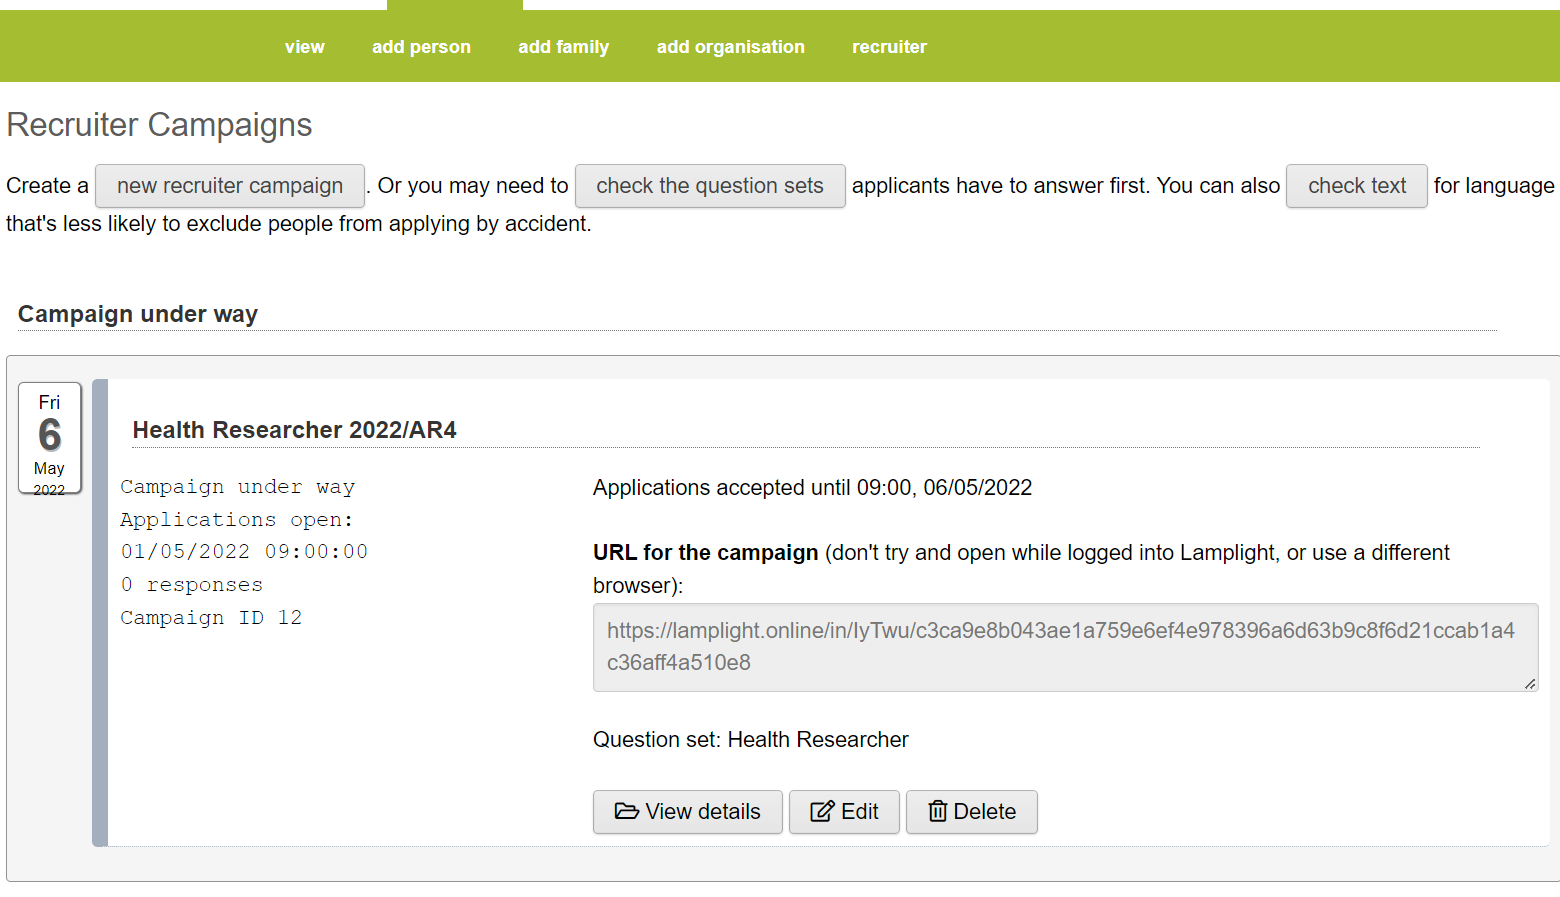 view add person add family add organisation recruiter
Recruiter Campaigns
Create a new recruiter campaign . Or you may need to check the question sets applicants have to answer first. You can also check text for language
that's less likely to exclude people from applying by accident.
Campaign under way
Fri
6
May
2022
Health Researcher 2022/AR4
Campaign under way
Applications open:
01/05/2022 09:00:00
0 responses
Campaign ID 12
Applications accepted until 09:00, 06/05/2022
URL for the campaign (don't try and open while logged into Lamplight, or use a different
browser):
https://lamplight.online/in/IyTwu/c3ca9e8b043ae1a759e6ef4e978396a6d63b9c8f6d21ccab1a4
c36aff4a510e8
Question set: Health Researcher
View details Edit Delete